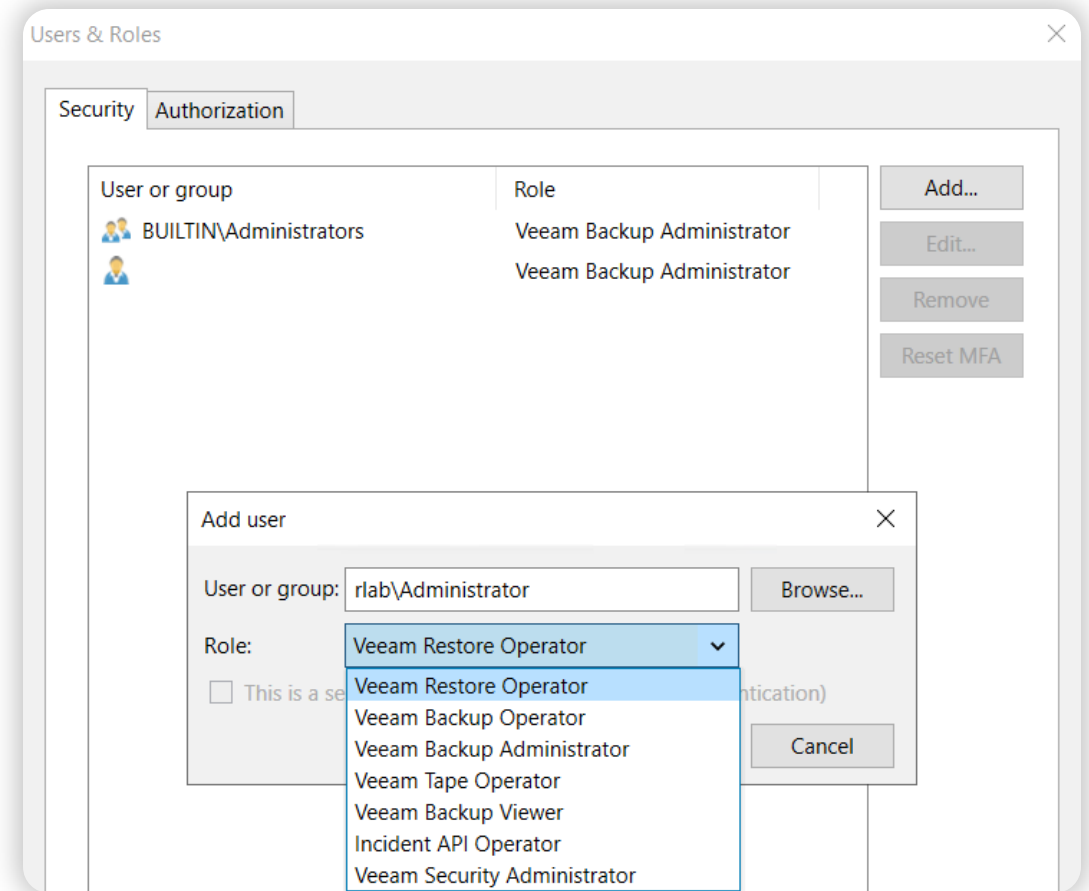 Users & Roles
Security Authorization
User or group Role
BUILTIN\Administrators Veeam Backup Administrator
Veeam Backup Administrator
Add...
Edit...
Remove
Reset MFA
Add user
User or group: rlab\Administrator Browse...
Role: Veeam Restore Operator
Veeam Restore Operator
This is a se ntication)
Veeam Backup Operator
Veeam Backup Administrator
Cancel
Veeam Tape Operator
Veeam Backup Viewer
Incident API Operator
Veeam Security Administrator